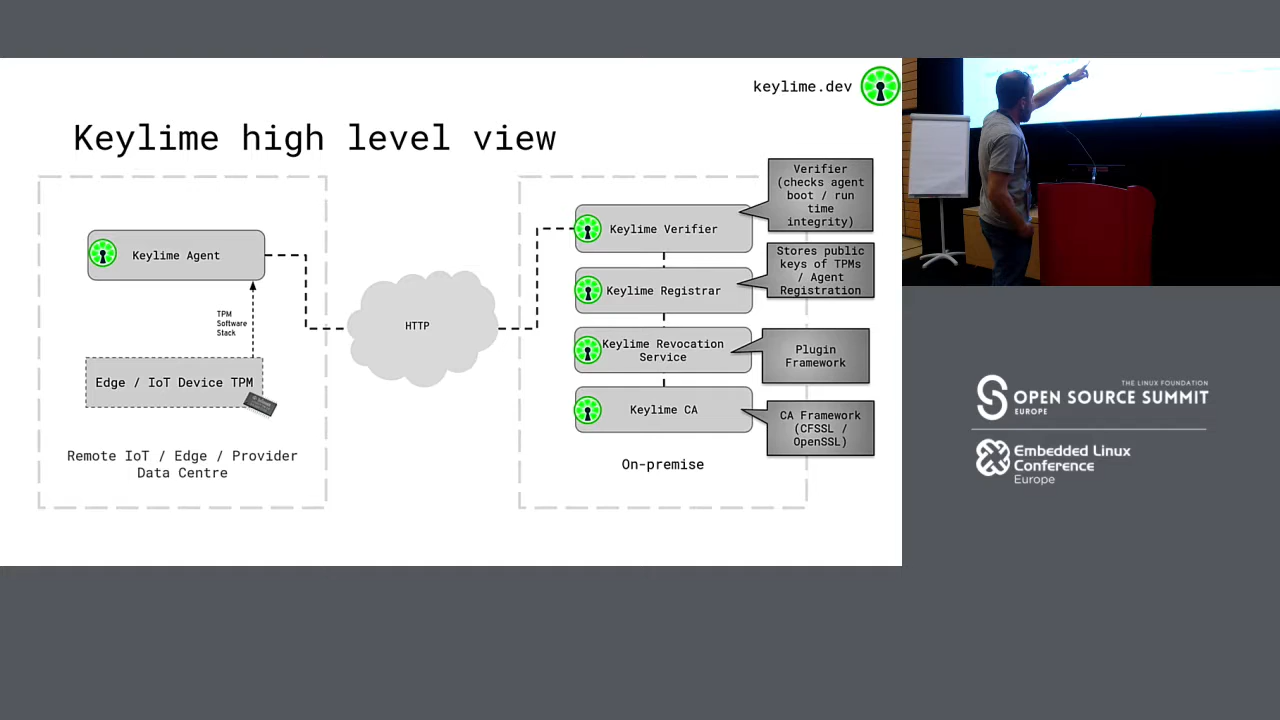 keylime.dev
Keylime high level view
Keylime Agent
TPM
Software
Stack
Edge / IoT Device TPM
Remote IoT / Edge / Provider
Data Centre
HTTP
Keylime Verifier
Keylime Registrar
Keylime Revocation
Service
Keylime CA
On-premise
Verifier
(checks agent
boot / run
time
integrity)
Stores public
keys of TPMs
/ Agent
Registration
Plugin
Framework
CA Framework
(CFSSL /
OpenSSL)
THE LINUX FOUNDATION
OPEN SOURCE SUMMIT
EUROPE
Embedded Linux
Conference
Europe